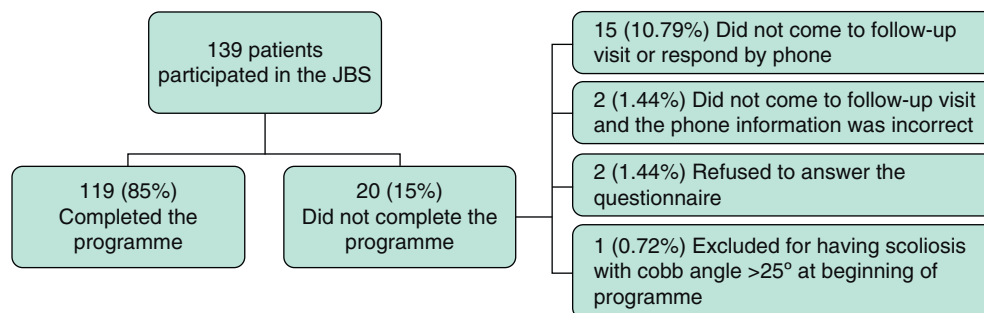 139 patients
participated in the JBS
119 (85%)
Completed the
programme
20 (15%)
Did not complete the
programme
15 (10.79%) Did not come to follow-up
visit or respond by phone
2 (1.44%) Did not come to follow-up visit
and the phone information was incorrect
2 (1.44%) Refused to answer the
questionnaire
1 (0.72%) Excluded for having scoliosis
with cobb angle >25º at beginning of
programme